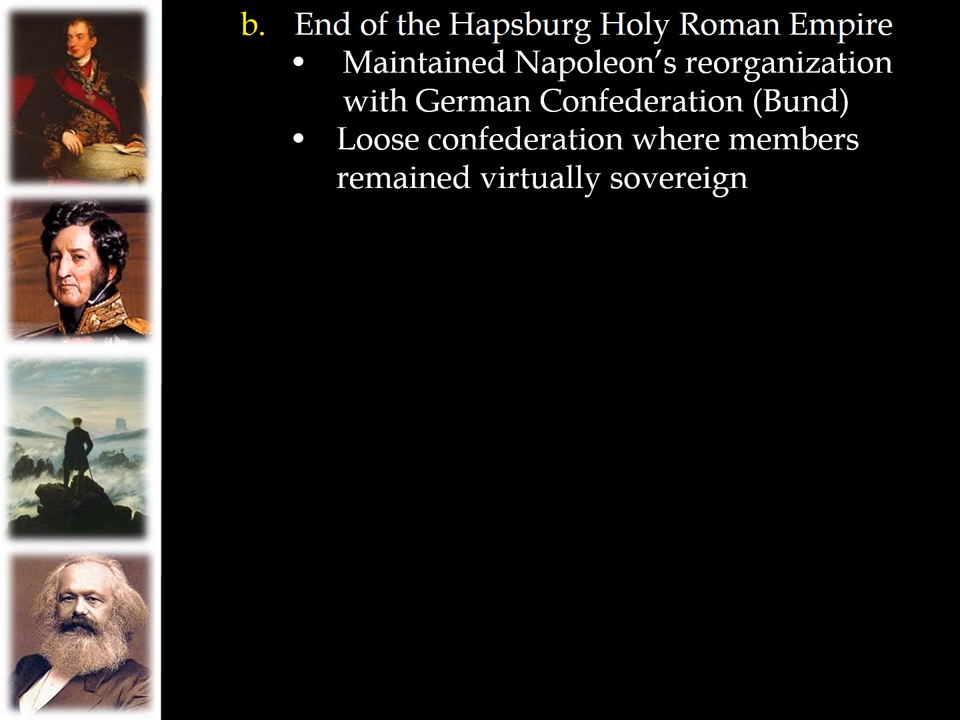 b. End of the Hapsburg Holy Roman Empire
• Maintained Napoleon’s reorganization
with German Confederation (Bund)
• Loose confederation where members
remained virtually sovereign